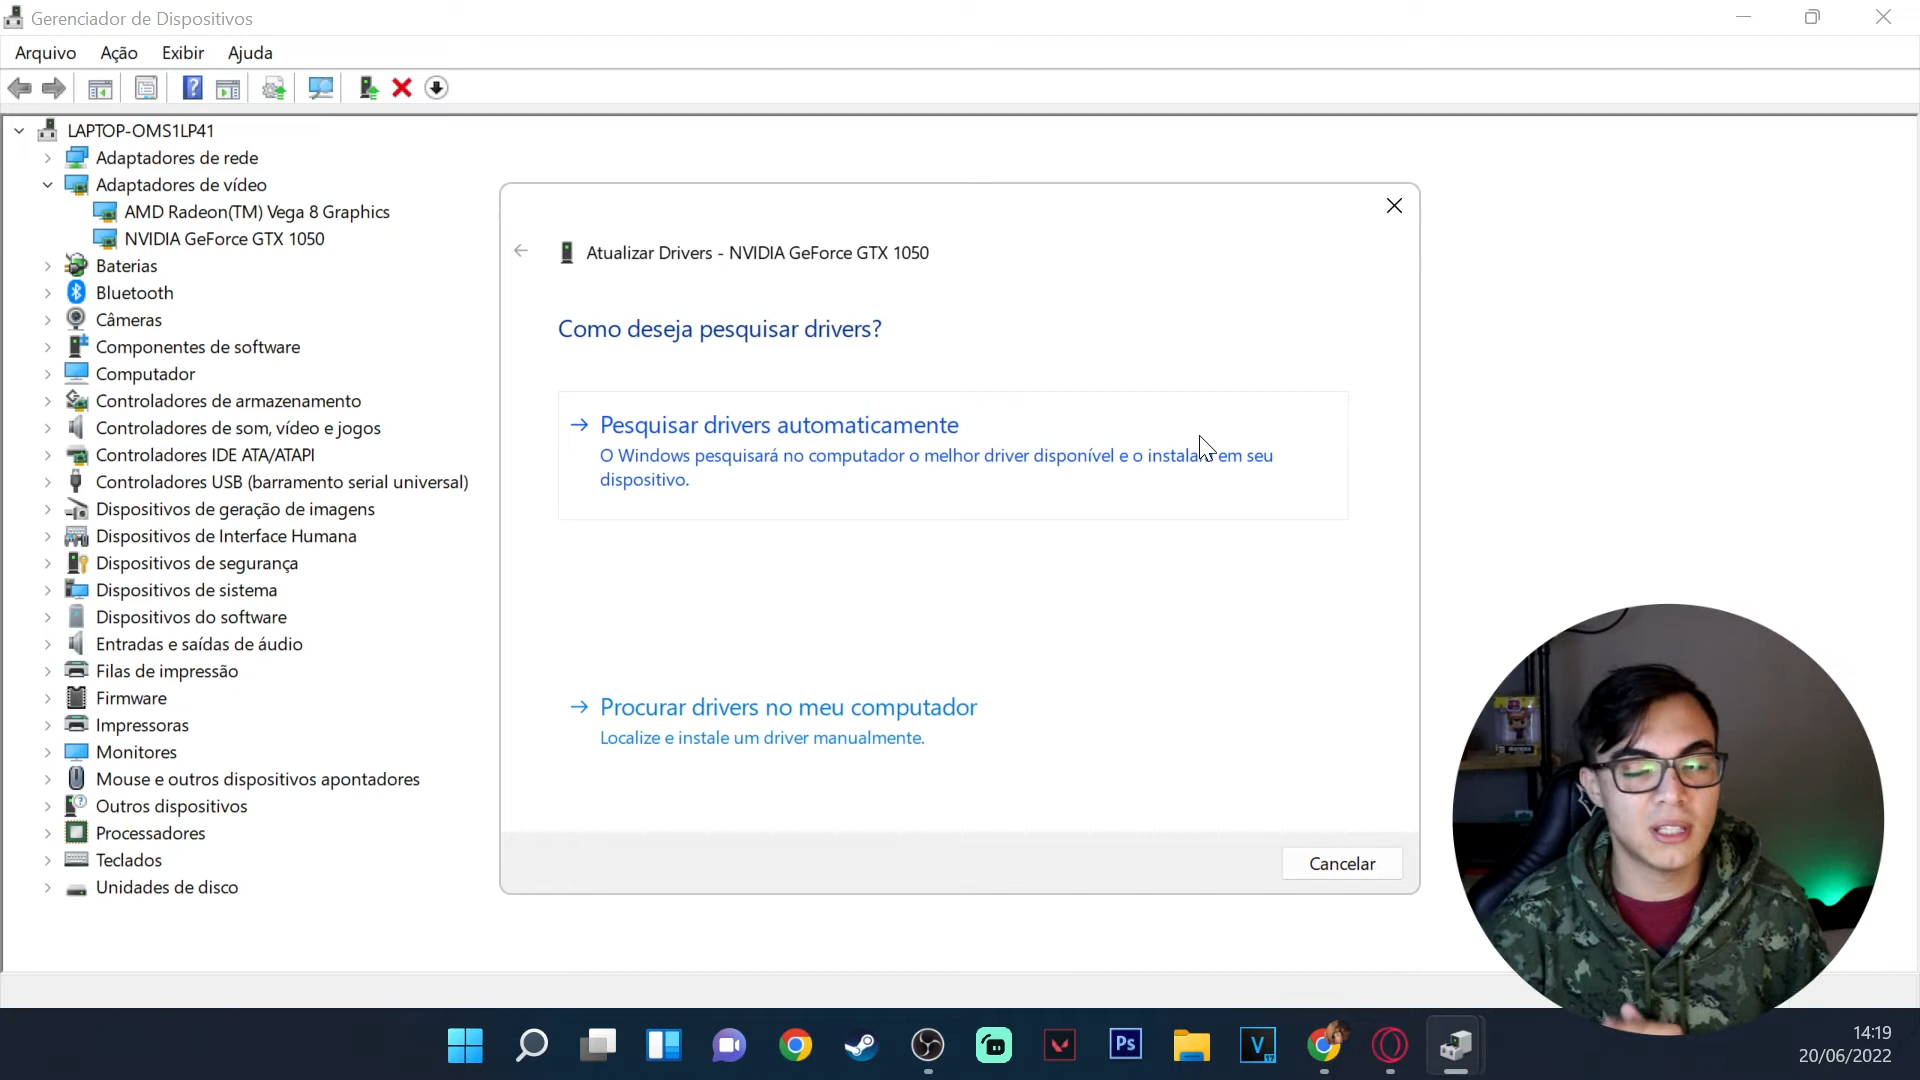 Gerenciador de Dispositivos
Arquivo Ação Exibir Ajuda
LAPTOP-OMS1LP41
Adaptadores de rede
Adaptadores de vídeo
AMD Radeon(TM) Vega 8 Graphics
NVIDIA GeForce GTX 1050
Baterias
Bluetooth
Câmeras
Componentes de software
Computador
Controladores de armazenamento
Controladores de som, vídeo e jogos
Controladores IDE ATA/ATAPI
Controladores USB (barramento serial universal)
Dispositivos de geração de imagens
Dispositivos de Interface Humana
Dispositivos de segurança
Dispositivos de sistema
Dispositivos do software
Entradas e saídas de áudio
Filas de impressão
Firmware
Impressoras
Monitores
Mouse e outros dispositivos apontadores
Outros dispositivos
Processadores
Teclados
Unidades de disco
Atualizar Drivers - NVIDIA GeForce GTX 1050
Como deseja pesquisar drivers?
Pesquisar drivers automaticamente
O Windows pesquisará no computador o melhor driver disponível e o instalará em seu
dispositivo.
Procurar drivers no meu computador
Localize e instale um driver manualmente.
Cancelar
Ps
V
17
14:19
20/06/2022